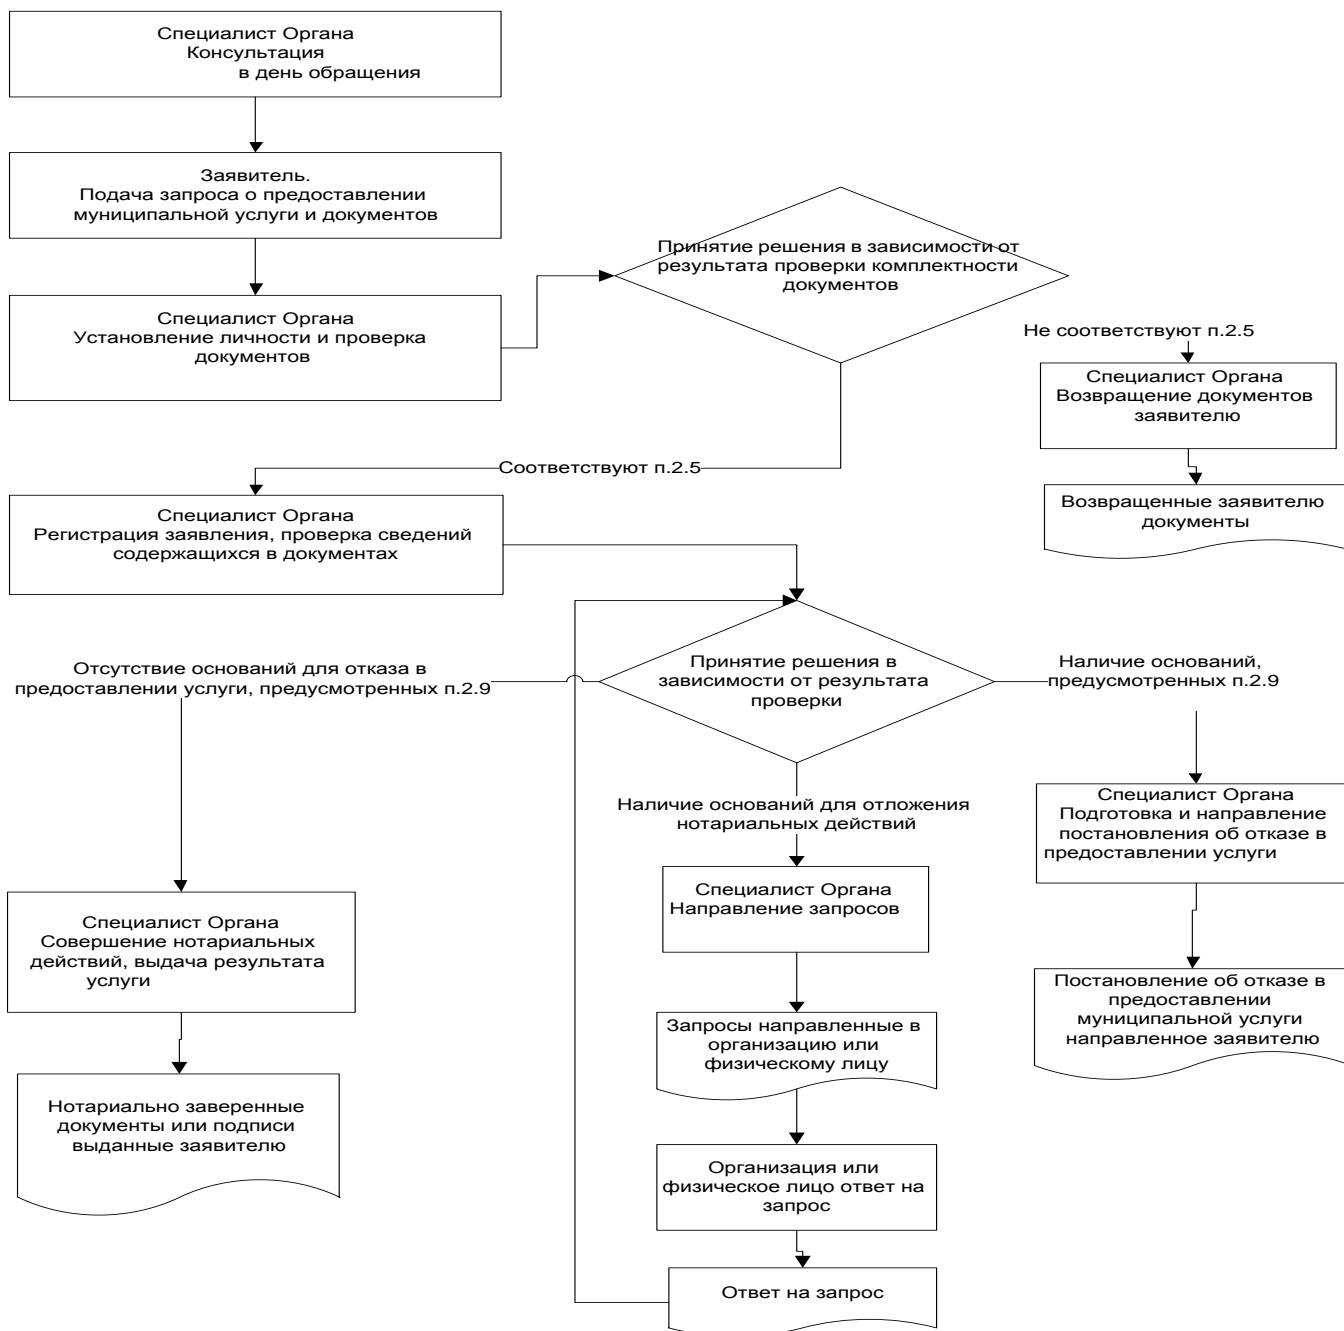 Специалист Органа
Консультация
в день обращения
Заявитель.
Подача запроса о предоставлении
муниципальной услуги и документов
Специалист Органа
Установление личности и проверка
документов
Принятие решения в зависимости от
результата проверки комплектности
документов
Не соответствуют п.2.5
Специалист Органа
Возвращение документов
заявителю
Возвращенные заявителю
документы
Соответствуют п.2.5
Специалист Органа
Регистрация заявления, проверка сведений
содержащихся в документах
Принятие решения в
зависимости от результата
проверки
Отсутствие оснований для отказа в
предоставлении услуги, предусмотренных п.2.9
Наличие оснований,
предусмотренных п.2.9
Наличие оснований для отложения
нотариальных действий
Специалист Органа
Подготовка и направление
постановления об отказе в
предоставлении услуги
Специалист Органа
Направление запросов
Специалист Органа
Совершение нотариальных
действий, выдача результата
услуги
Постановление об отказе в
предоставлении
муниципальной услуги
направленное заявителю
Запросы направленные в
организацию или
физическому лицу
Нотариально заверенные
документы или подписи
выданные заявителю
Организация или
физическое лицо ответ на
запрос
Ответ на запрос